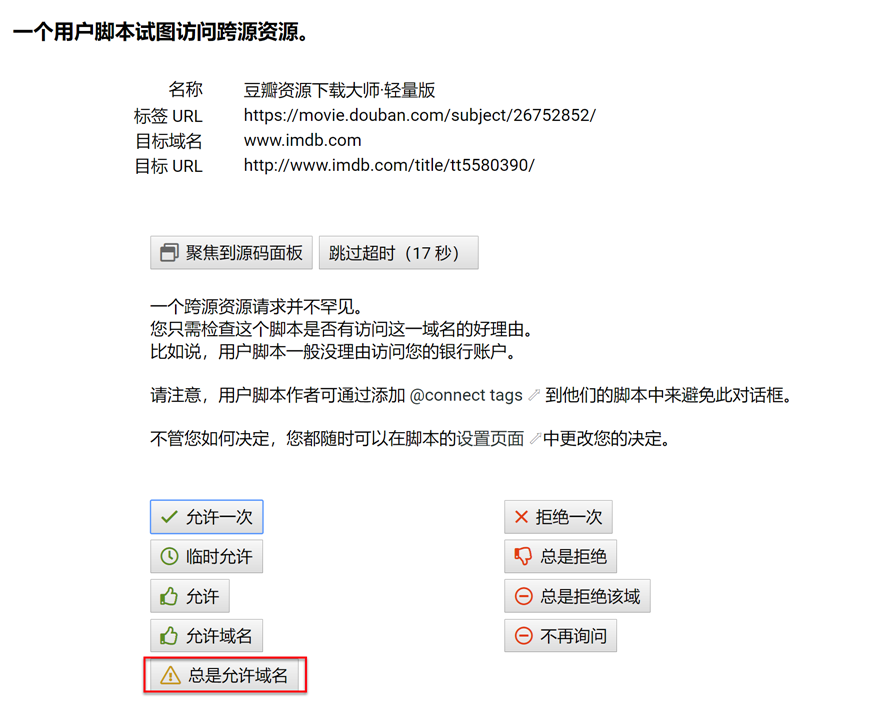 一个用户脚本试图访问跨源资源。
名称 豆瓣资源下载大师·轻量版
标签 URL https://movie.douban.com/subject/26752852/
目标域名 www.imdb.com
目标 URL http://www.imdb.com/title/tt5580390/
聚焦到源码面板 跳过超时（17 秒）
一个跨源资源请求并不罕见。
您只需检查这个脚本是否有访问这一域名的好理由。
比如说，用户脚本一般没理由访问您的银行账户。
请注意，用户脚本作者可通过添加 @connect tags 到他们的脚本中来避免此对话框。
不管您如何决定，您都随时可以在脚本的设置页面 中更改您的决定。
允许一次 拒绝一次
临时允许 总是拒绝
允许 总是拒绝该域
允许域名 不再询问
总是允许域名